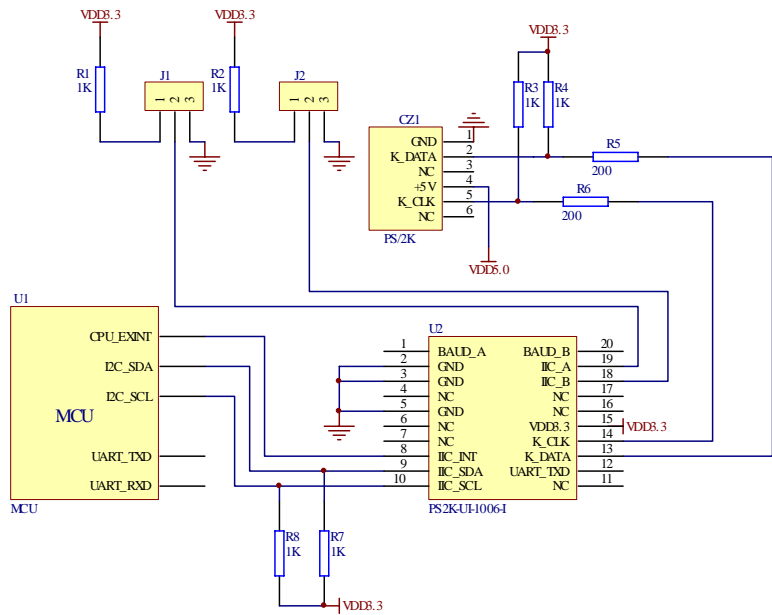 VDD3.3
VDD3.3
VDD3.3
R1
1K
J1
1 2 3
R2
1K
J2
1 2 3
R3
1K
R4
1K
CZ1
GND 1
K_DATA 2
NC 3
+5V 4
K_CLK 5
NC 6
PS/2K
R5
200
R6
200
VDD5.0
U1
CPU_EXINT
I2C_SDA
I2C_SCL
MCU
UART_TXD
UART_RXD
MCU
U2
1 BAUD_A BAUD_B 20
2 GND IIC_A 19
3 GND IIC_B 18
4 NC NC 17
5 GND NC 16
6 NC VDD3.3 15 VDD3.3
7 NC K_CLK 14
8 IIC_INT K_DATA 13
9 IIC_SDA UART_TXD 12
10 IIC_SCL NC 11
PS2K-UI-1006-I
R8
1K
R7
1K
VDD3.3